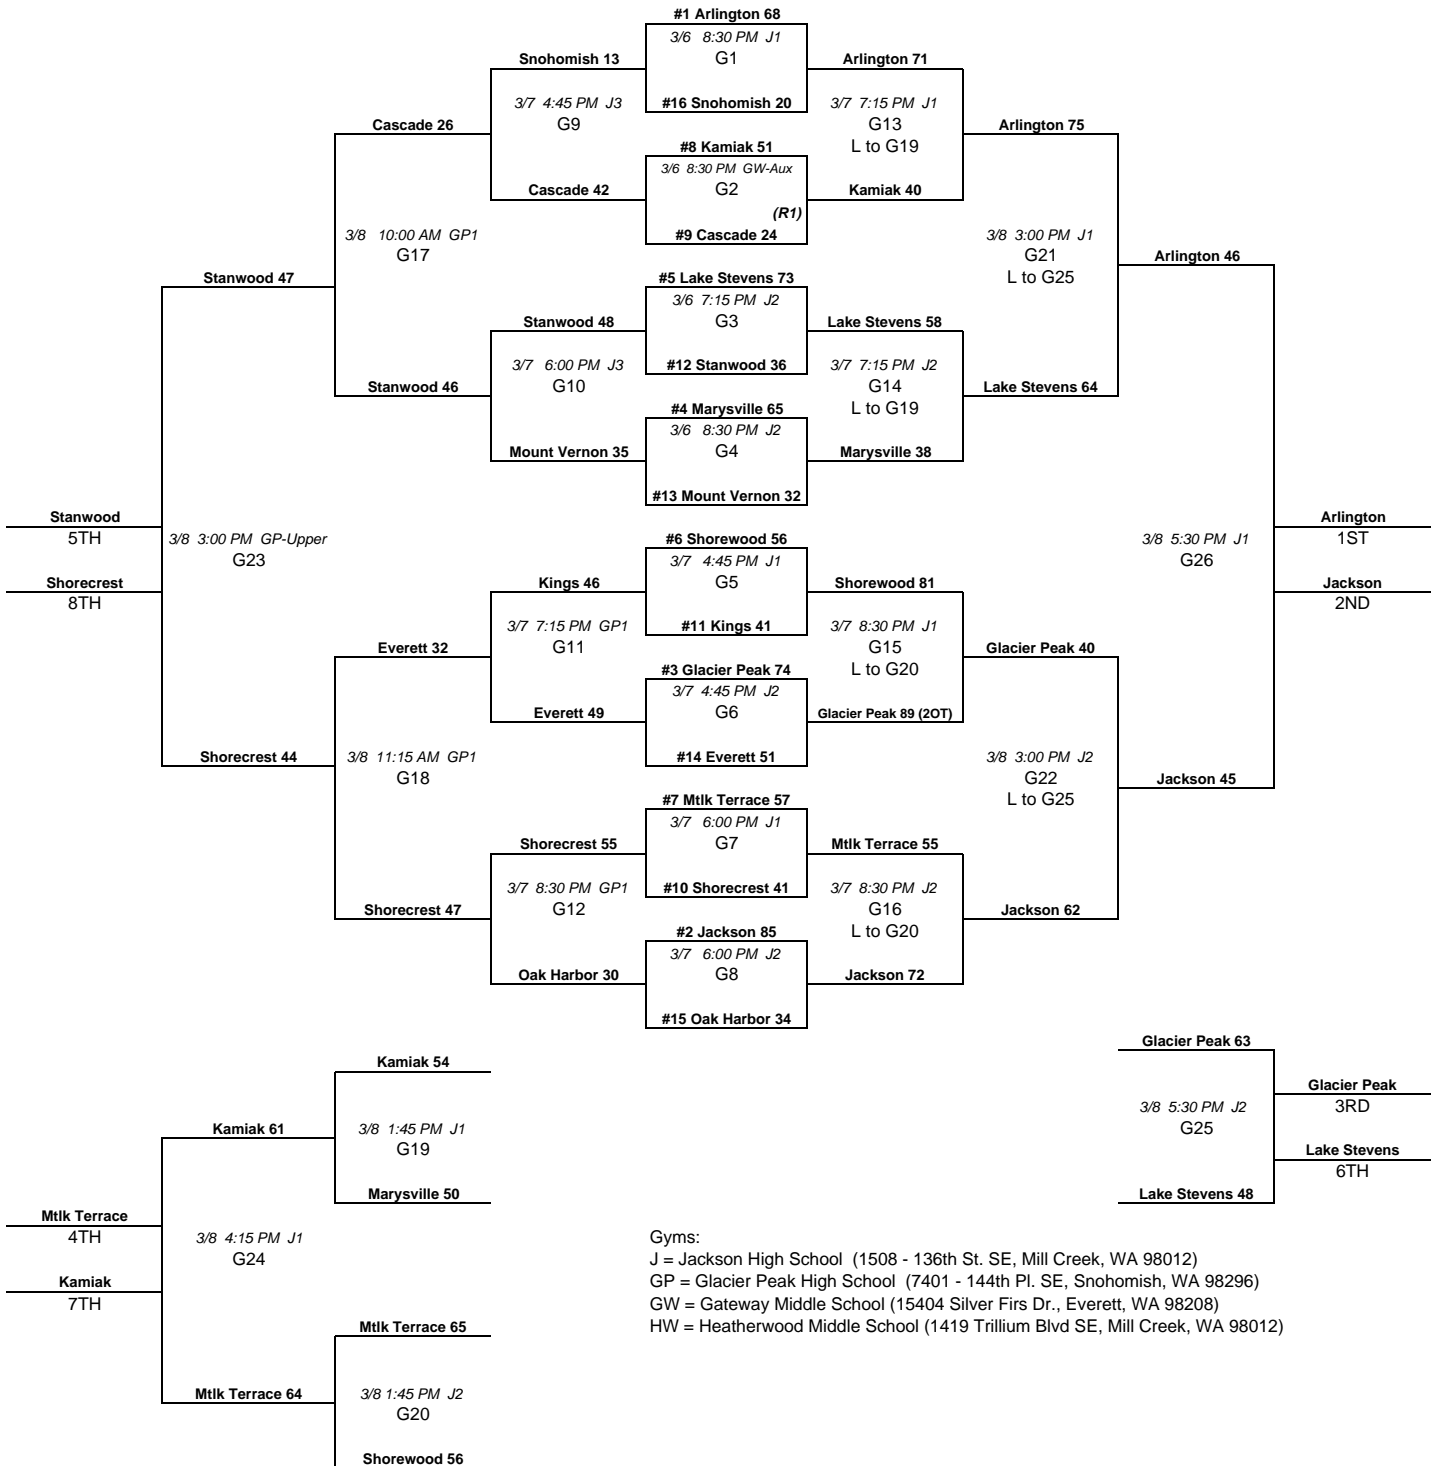 #1 Arlington 68
3/6 8:30 PM J1
G1
Snohomish 13
Arlington 71
3/7 4:45 PM J3
#16 Snohomish 20
3/7 7:15 PM J1
G9
G13
Cascade 26
Arlington 75
L to G19
#8 Kamiak 51
3/6 8:30 PM GW-Aux
G2
Cascade 42
Kamiak 40
(R1)
#9 Cascade 24
3/8 10:00 AM GP1
G17
3/8 3:00 PM J1
G21
L to G25
Arlington 46
Stanwood 47
#5 Lake Stevens 73
3/6 7:15 PM J2
G3
Stanwood 48
Lake Stevens 58
3/7 6:00 PM J3
#12 Stanwood 36
3/7 7:15 PM J2
G10
G14
Stanwood 46
Lake Stevens 64
L to G19
#4 Marysville 65
3/6 8:30 PM J2
G4
Mount Vernon 35
Marysville 38
#13 Mount Vernon 32
Stanwood
5TH
3/8 3:00 PM GP-Upper
G23
Shorecrest
8TH
3/8 5:30 PM J1
G26
Arlington
1ST
Jackson
2ND
#6 Shorewood 56
3/7 4:45 PM J1
G5
Kings 46
Shorewood 81
3/7 7:15 PM GP1
#11 Kings 41
3/7 8:30 PM J1
G11
G15
Everett 32
Glacier Peak 40
L to G20
#3 Glacier Peak 74
3/7 4:45 PM J2
G6
Everett 49
Glacier Peak 89 (2OT)
#14 Everett 51
Shorecrest 44
3/8 11:15 AM GP1
G18
3/8 3:00 PM J2
G22
L to G25
Jackson 45
#7 Mtlk Terrace 57
3/7 6:00 PM J1
G7
Shorecrest 55
Mtlk Terrace 55
3/7 8:30 PM GP1
#10 Shorecrest 41
3/7 8:30 PM J2
G12
G16
Shorecrest 47
Jackson 62
L to G20
#2 Jackson 85
3/7 6:00 PM J2
G8
Oak Harbor 30
Jackson 72
#15 Oak Harbor 34
Glacier Peak 63
3/8 5:30 PM J2
G25
Glacier Peak
3RD
Lake Stevens
6TH
Lake Stevens 48
Kamiak 54
Kamiak 61
3/8 1:45 PM J1
G19
Marysville 50
Mtlk Terrace
4TH
3/8 4:15 PM J1
G24
Kamiak
7TH
Mtlk Terrace 65
Mtlk Terrace 64
3/8 1:45 PM J2
G20
Shorewood 56
Gyms:
J = Jackson High School (1508 - 136th St. SE, Mill Creek, WA 98012)
GP = Glacier Peak High School (7401 - 144th Pl. SE, Snohomish, WA 98296)
GW = Gateway Middle School (15404 Silver Firs Dr., Everett, WA 98208)
HW = Heatherwood Middle School (1419 Trillium Blvd SE, Mill Creek, WA 98012)